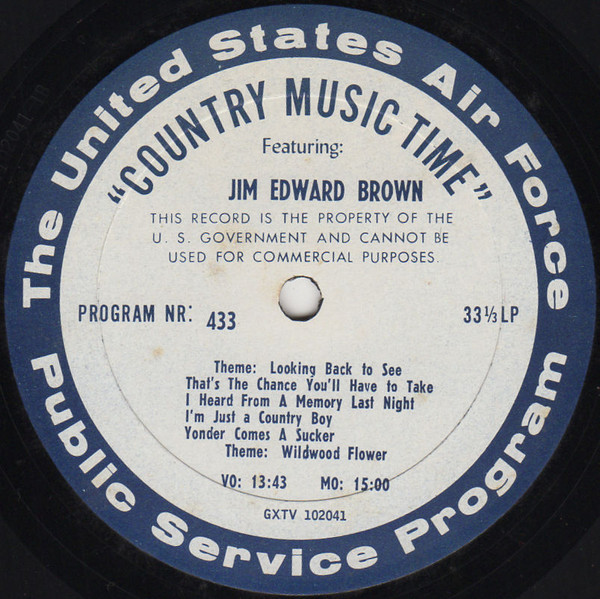 The United States Air Force
"COUNTRY MUSIC TIME"
Featuring:
JIM EDWARD BROWN
THIS RECORD IS THE PROPERTY OF THE
U. S. GOVERNMENT AND CANNOT BE
USED FOR COMMERCIAL PURPOSES.
PROGRAM NR: 433
33⅓ LP
Theme: Looking Back to See
That's The Chance You'll Have to Take
I Heard From A Memory Last Night
I'm Just a Country Boy
Yonder Comes A Sucker
Theme: Wildwood Flower
VO: 13:43 MO: 15:00
GXTV 102041
Public Service Program